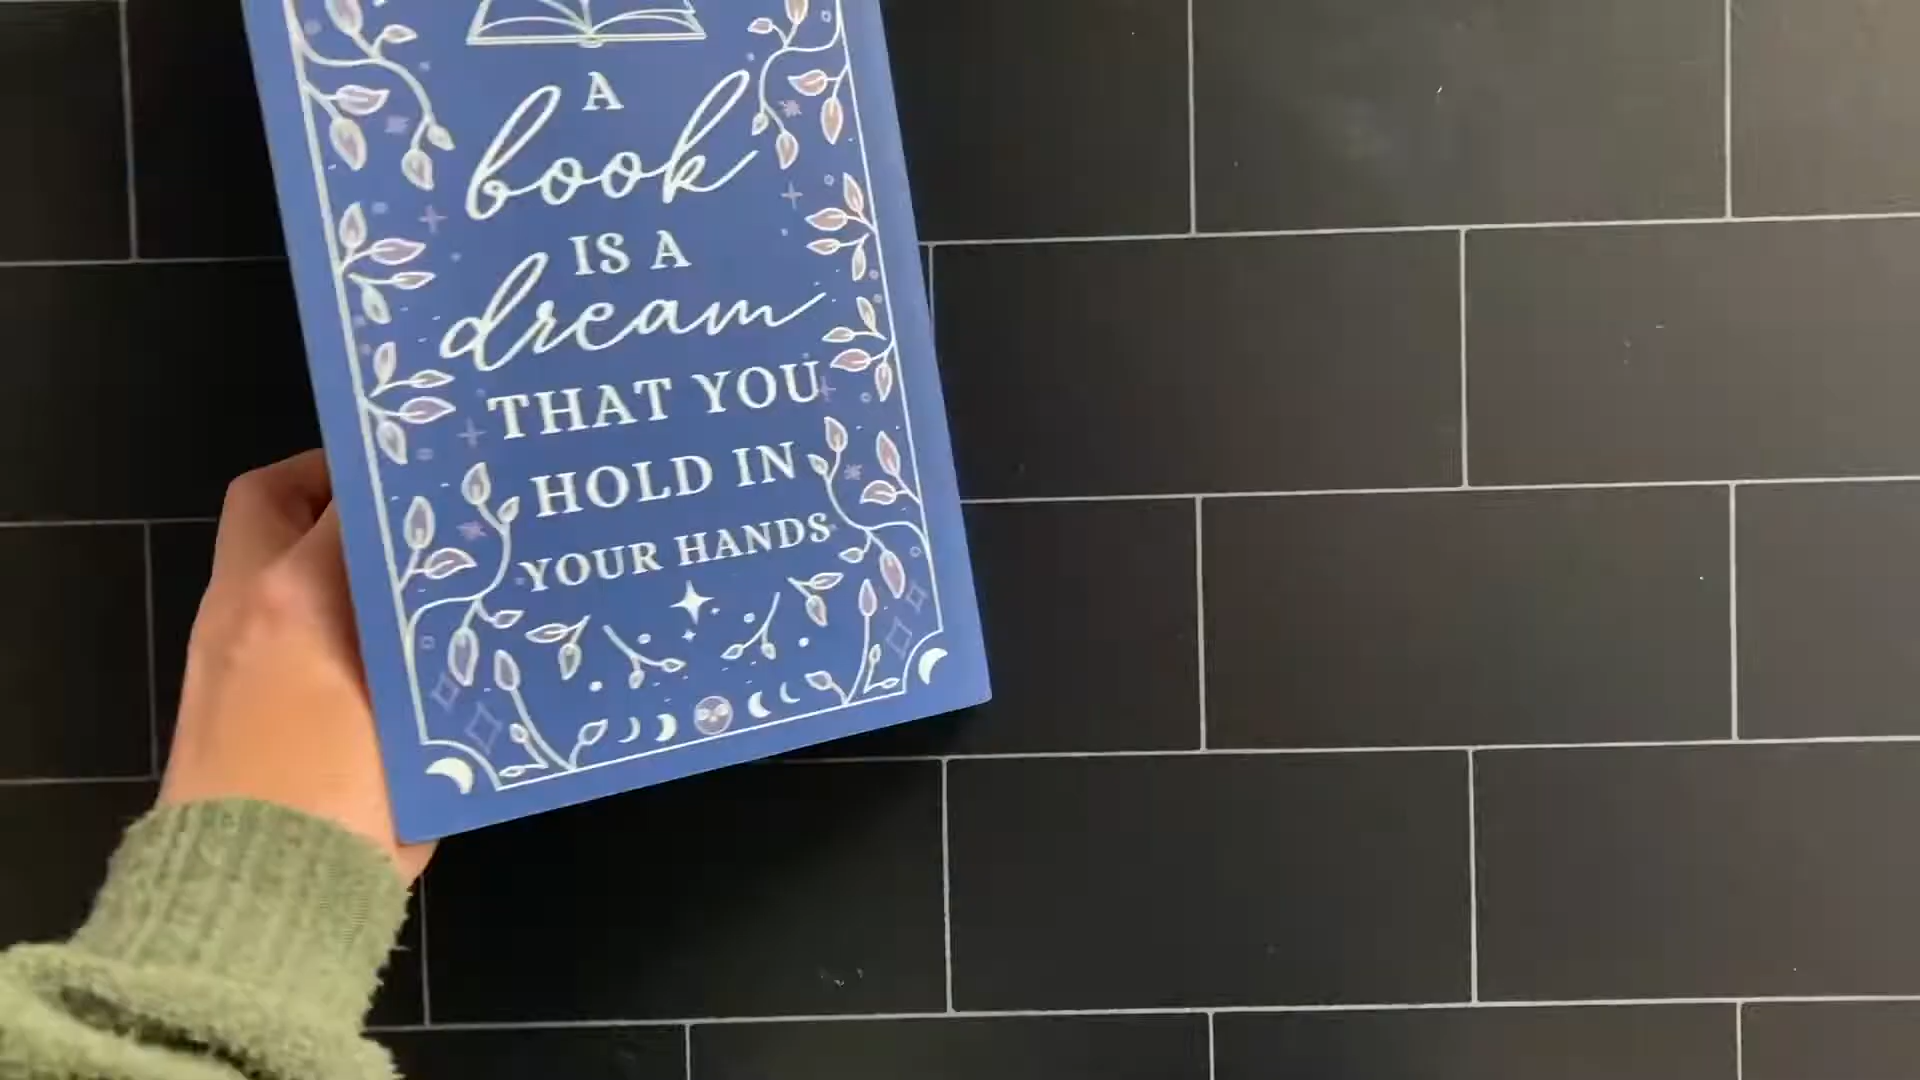 A
book
IS A
dream
THAT YOU
HOLD IN
YOUR HANDS